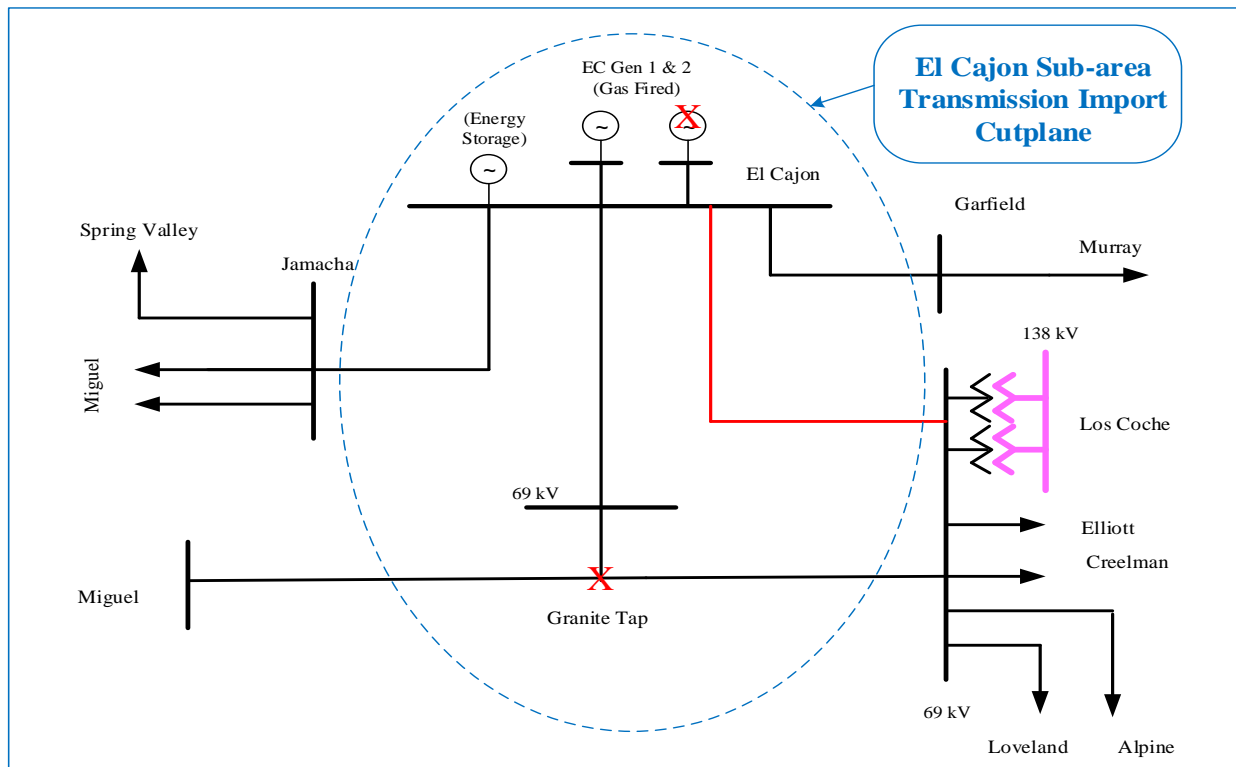 El Cajon Sub-area
Transmission Import
Cutplane
EC Gen 1 & 2
(Gas Fired)
X
~
~
(Energy
Storage)
~
El Cajon
Garfield
Murray
Spring Valley
Jamacha
Miguel
138 kV
Los Coche
69 kV
Elliott
Creelman
Miguel
X
Granite Tap
69 kV
Loveland
Alpine